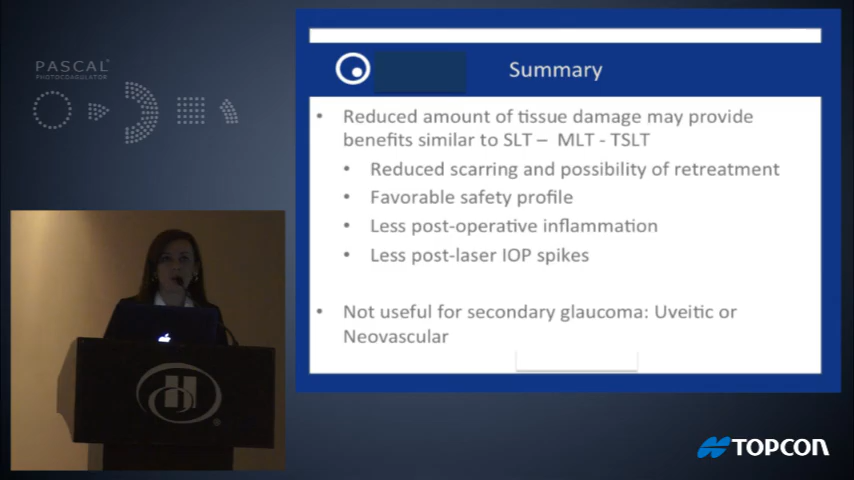 PASCAL
PHOTOCOAGULATOR
Summary
• Reduced amount of tissue damage may provide
benefits similar to SLT – MLT - TSLT
• Reduced scarring and possibility of retreatment
• Favorable safety profile
• Less post-operative inflammation
• Less post-laser IOP spikes
• Not useful for secondary glaucoma: Uveitic or
Neovascular
H
TOPCON